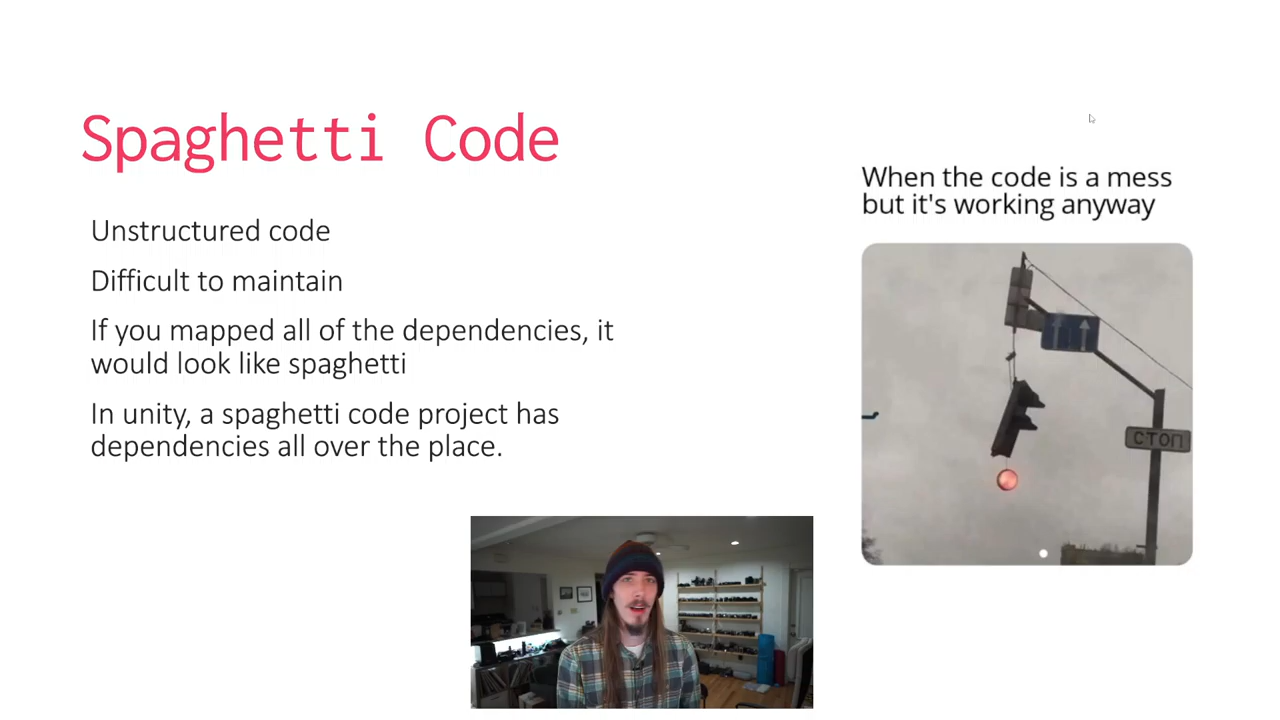 Spaghetti Code
Unstructured code
Difficult to maintain
If you mapped all of the dependencies, it
would look like spaghetti
In unity, a spaghetti code project has
dependencies all over the place.
When the code is a mess
but it's working anyway
СТОП